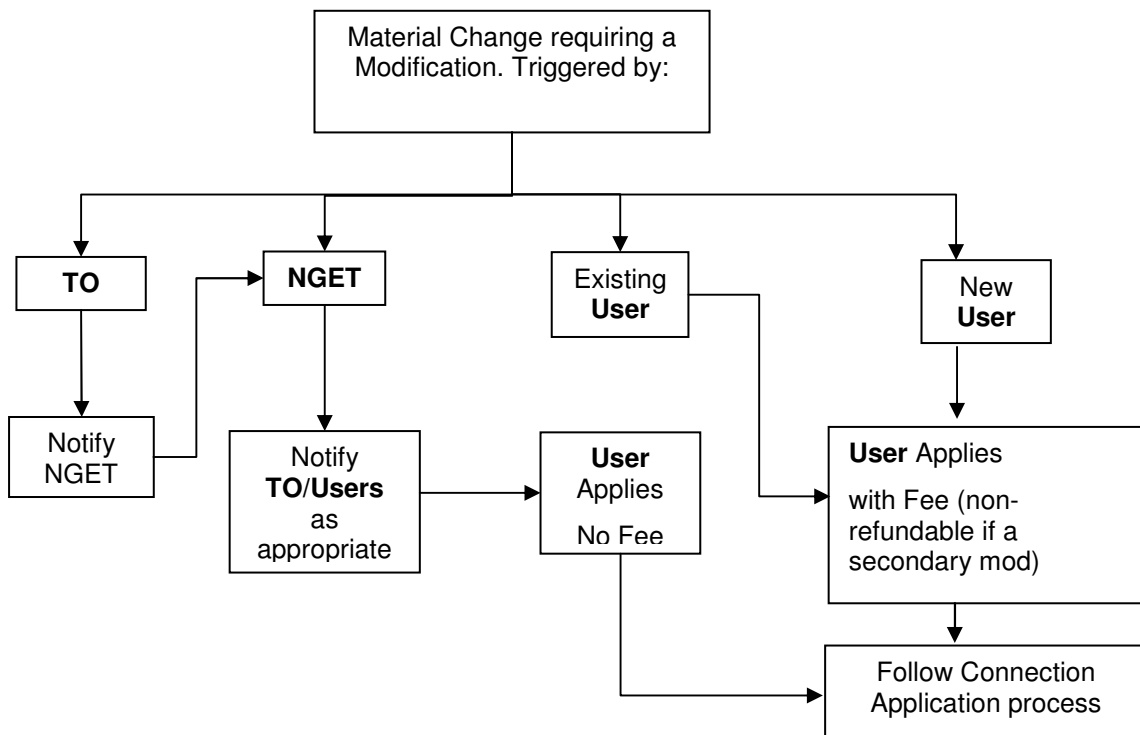 Material Change requiring a
Modification. Triggered by:
TO
NGET
Existing
User
New
User
Notify
NGET
Notify
TO/Users
as
appropriate
User
Applies
No Fee
User Applies
with Fee (non-
refundable if a
secondary mod)
Follow Connection
Application process